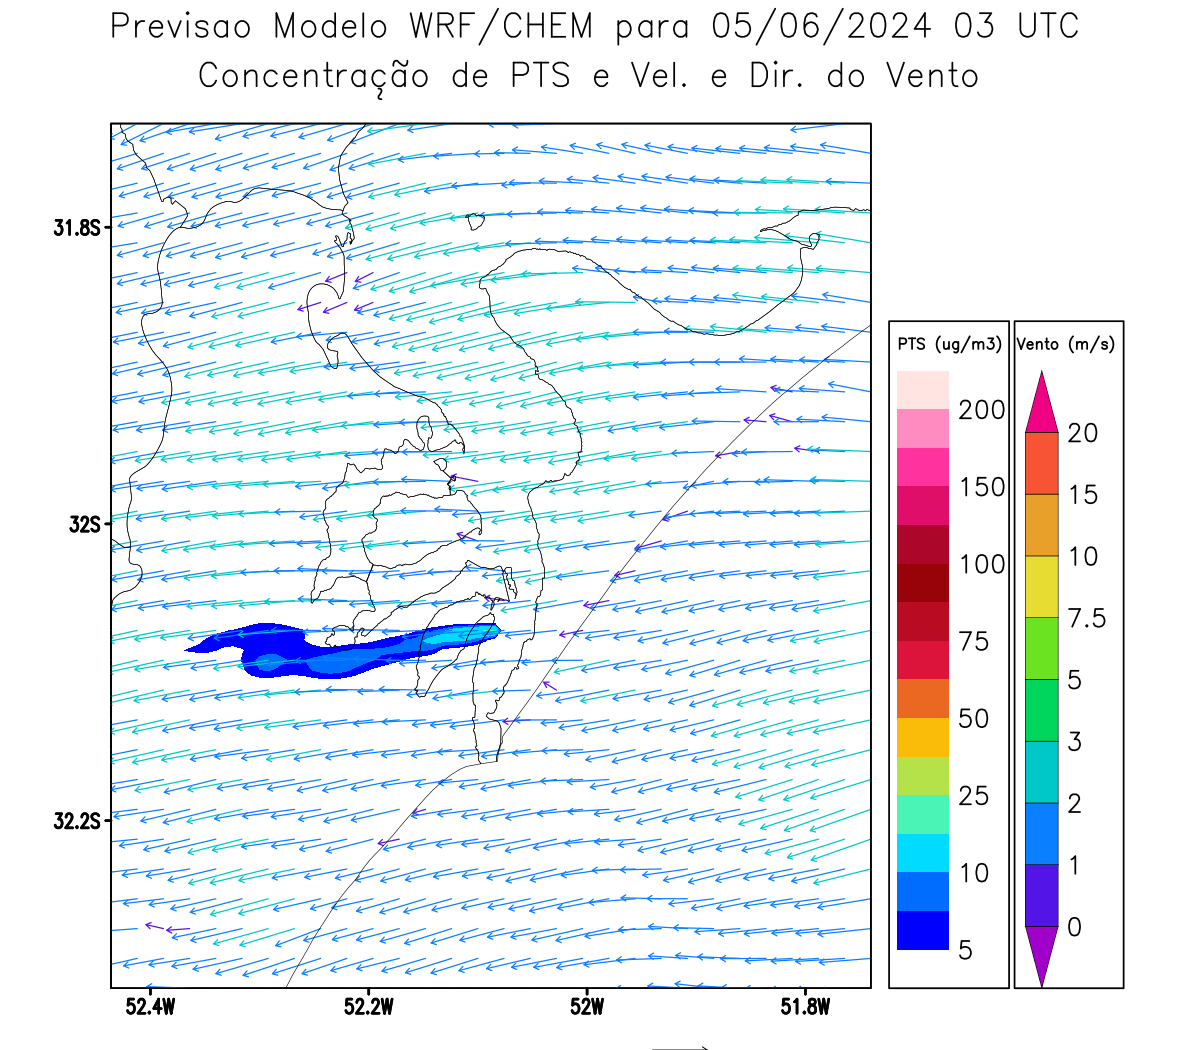 Previsao Modelo WRF/CHEM para 05/06/2024 03 UTC
Concentração de PTS e Vel. e Dir. do Vento
31.8S
32S
32.2S
52.4W
52.2W
52W
51.8W
PTS (ug/m3)
200
150
100
75
50
25
10
5
Vento (m/s)
20
15
10
7.5
5
3
2
1
0